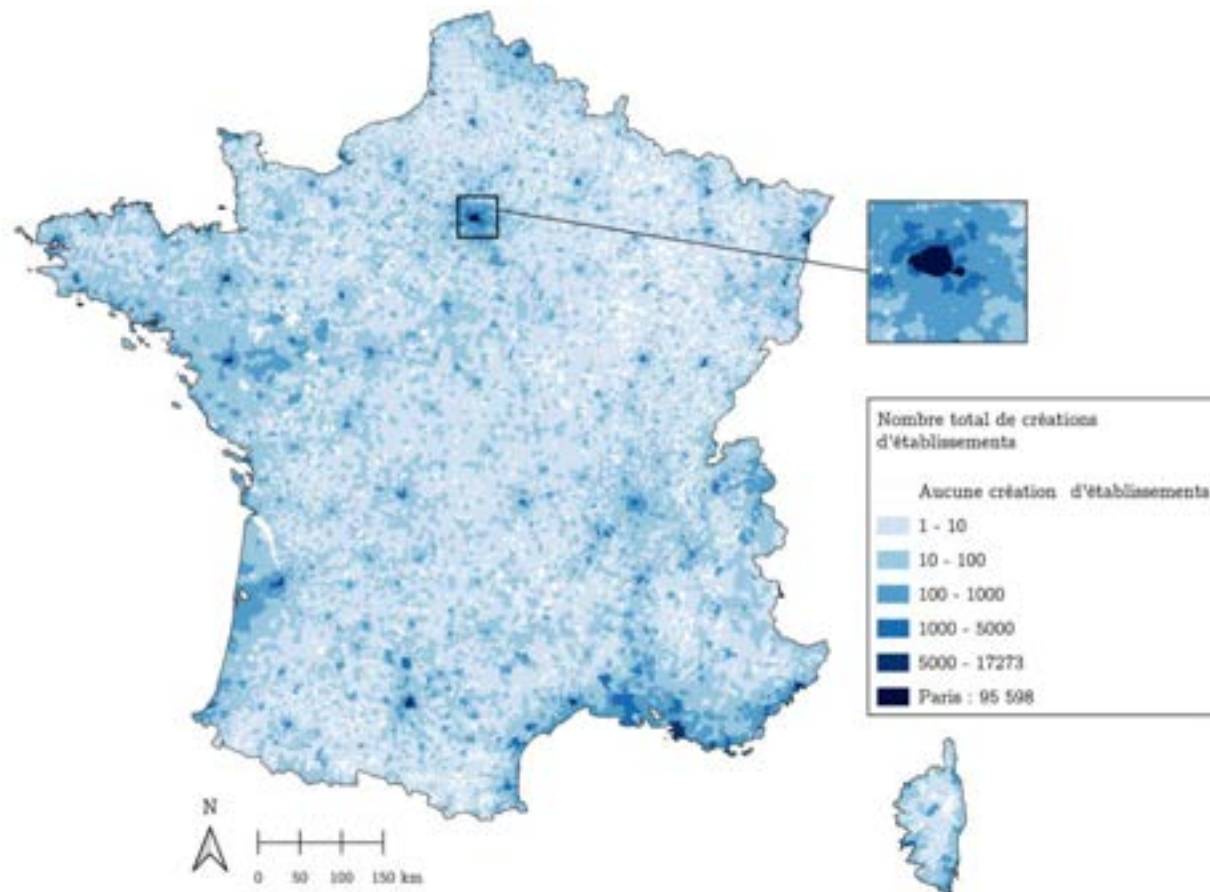 Nombre total de créations
d'établissements
Aucune création d'établissements
1 - 10
10 - 100
100 - 1000
1000 - 5000
5000 - 17273
Paris : 95 598
N
0 50 100 150 km